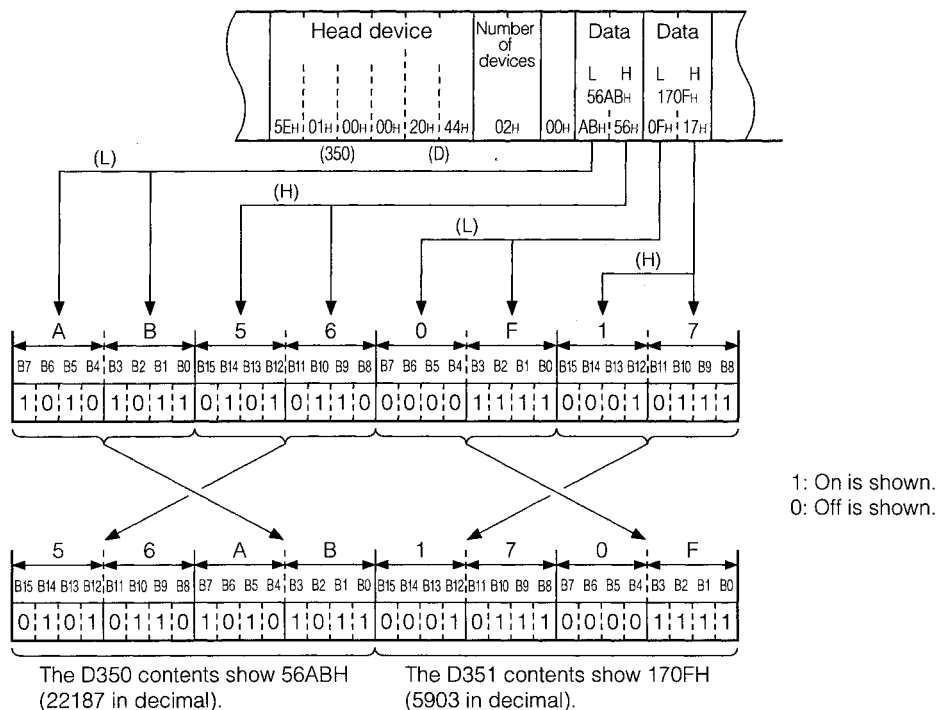 Head device
Number of devices
Data Data
L H L H
56ABH 170FH
5EH 01H 00H 00H 20H 44H 02H 00H ABH 56H 0FH 17H
(350) (D)
(L)
(H)
(L)
(H)
A B 5 6 0 F 1 7
B7 B6 B5 B4 B3 B2 B1 B0 B15 B14 B13 B12 B11 B10 B9 B8 B7 B6 B5 B4 B3 B2 B1 B0 B15 B14 B13 B12 B11 B10 B9 B8
1 0 1 0 1 0 1 1 0 1 0 1 0 1 1 0 0 0 0 0 1 1 1 1 0 0 0 1 0 1 1 1
1: On is shown.
0: Off is shown.
5 6 A B 1 7 0 F
B15 B14 B13 B12 B11 B10 B9 B8 B7 B6 B5 B4 B3 B2 B1 B0 B15 B14 B13 B12 B11 B10 B9 B8 B7 B6 B5 B4 B3 B2 B1 B0
0 1 0 1 0 1 1 0 1 0 1 0 1 0 1 1 0 0 0 1 0 1 1 1 0 0 0 0 1 1 1 1
The D350 contents show 56ABH
(22187 in decimal).
The D351 contents show 170FH
(5903 in decimal).